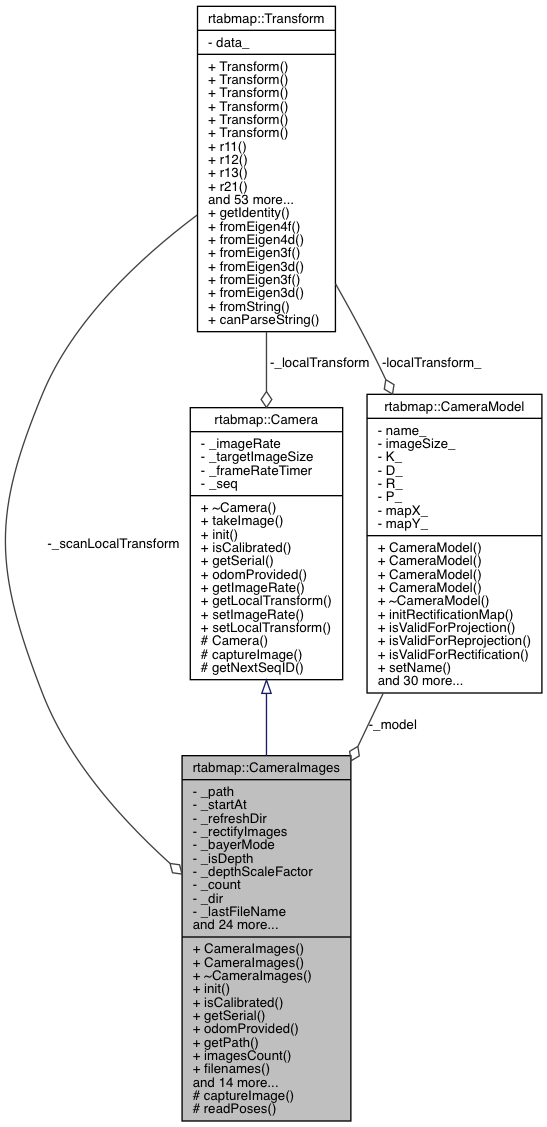 rtabmap::Transform
- data_
+ Transform()
+ Transform()
+ Transform()
+ Transform()
+ Transform()
+ Transform()
+ r11()
+ r12()
+ r13()
+ r21()
and 53 more...
+ getIdentity()
+ fromEigen4f()
+ fromEigen4d()
+ fromEigen3f()
+ fromEigen3d()
+ fromEigen3f()
+ fromEigen3d()
+ fromString()
+ canParseString()
-_localTransform
-localTransform_
rtabmap::Camera
- _imageRate
- _targetImageSize
- _frameRateTimer
- _seq
+ ~Camera()
+ takeImage()
+ init()
+ isCalibrated()
+ getSerial()
+ odomProvided()
+ getImageRate()
+ getLocalTransform()
+ setImageRate()
+ setLocalTransform()
# Camera()
# captureImage()
# getNextSeqID()
rtabmap::CameraModel
- name_
- imageSize_
- K_
- D_
- R_
- P_
- mapX_
- mapY_
+ CameraModel()
+ CameraModel()
+ CameraModel()
+ CameraModel()
+ ~CameraModel()
+ initRectificationMap()
+ isValidForProjection()
+ isValidForReprojection()
+ isValidForRectification()
+ setName()
and 30 more...
-_scanLocalTransform
-_model
rtabmap::CameraImages
- _path
- _startAt
- _refreshDir
- _rectifyImages
- _bayerMode
- _isDepth
- _depthScaleFactor
- _count
- _dir
- _lastFileName
and 24 more...
+ CameraImages()
+ CameraImages()
+ ~CameraImages()
+ init()
+ isCalibrated()
+ getSerial()
+ odomProvided()
+ getPath()
+ imagesCount()
+ filenames()
and 14 more...
# captureImage()
# readPoses()